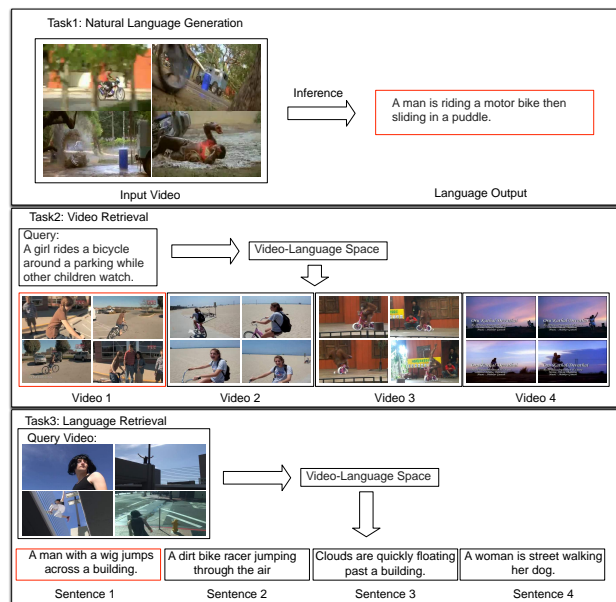 Task1: Natural Language Generation
Inference
A man is riding a motor bike then
sliding in a puddle.
Input Video
Language Output
Task2: Video Retrieval
Query:
A girl rides a bicycle
around a parking while
other children watch.
Video-Language Space
Video 1
Video 2
Video 3
Video 4
Task3: Language Retrieval
Query Video:
Video-Language Space
A man with a wig jumps
across a building.
A dirt bike racer jumping
through the air
Clouds are quickly floating
past a building.
A woman is street walking
her dog.
Sentence 1
Sentence 2
Sentence 3
Sentence 4